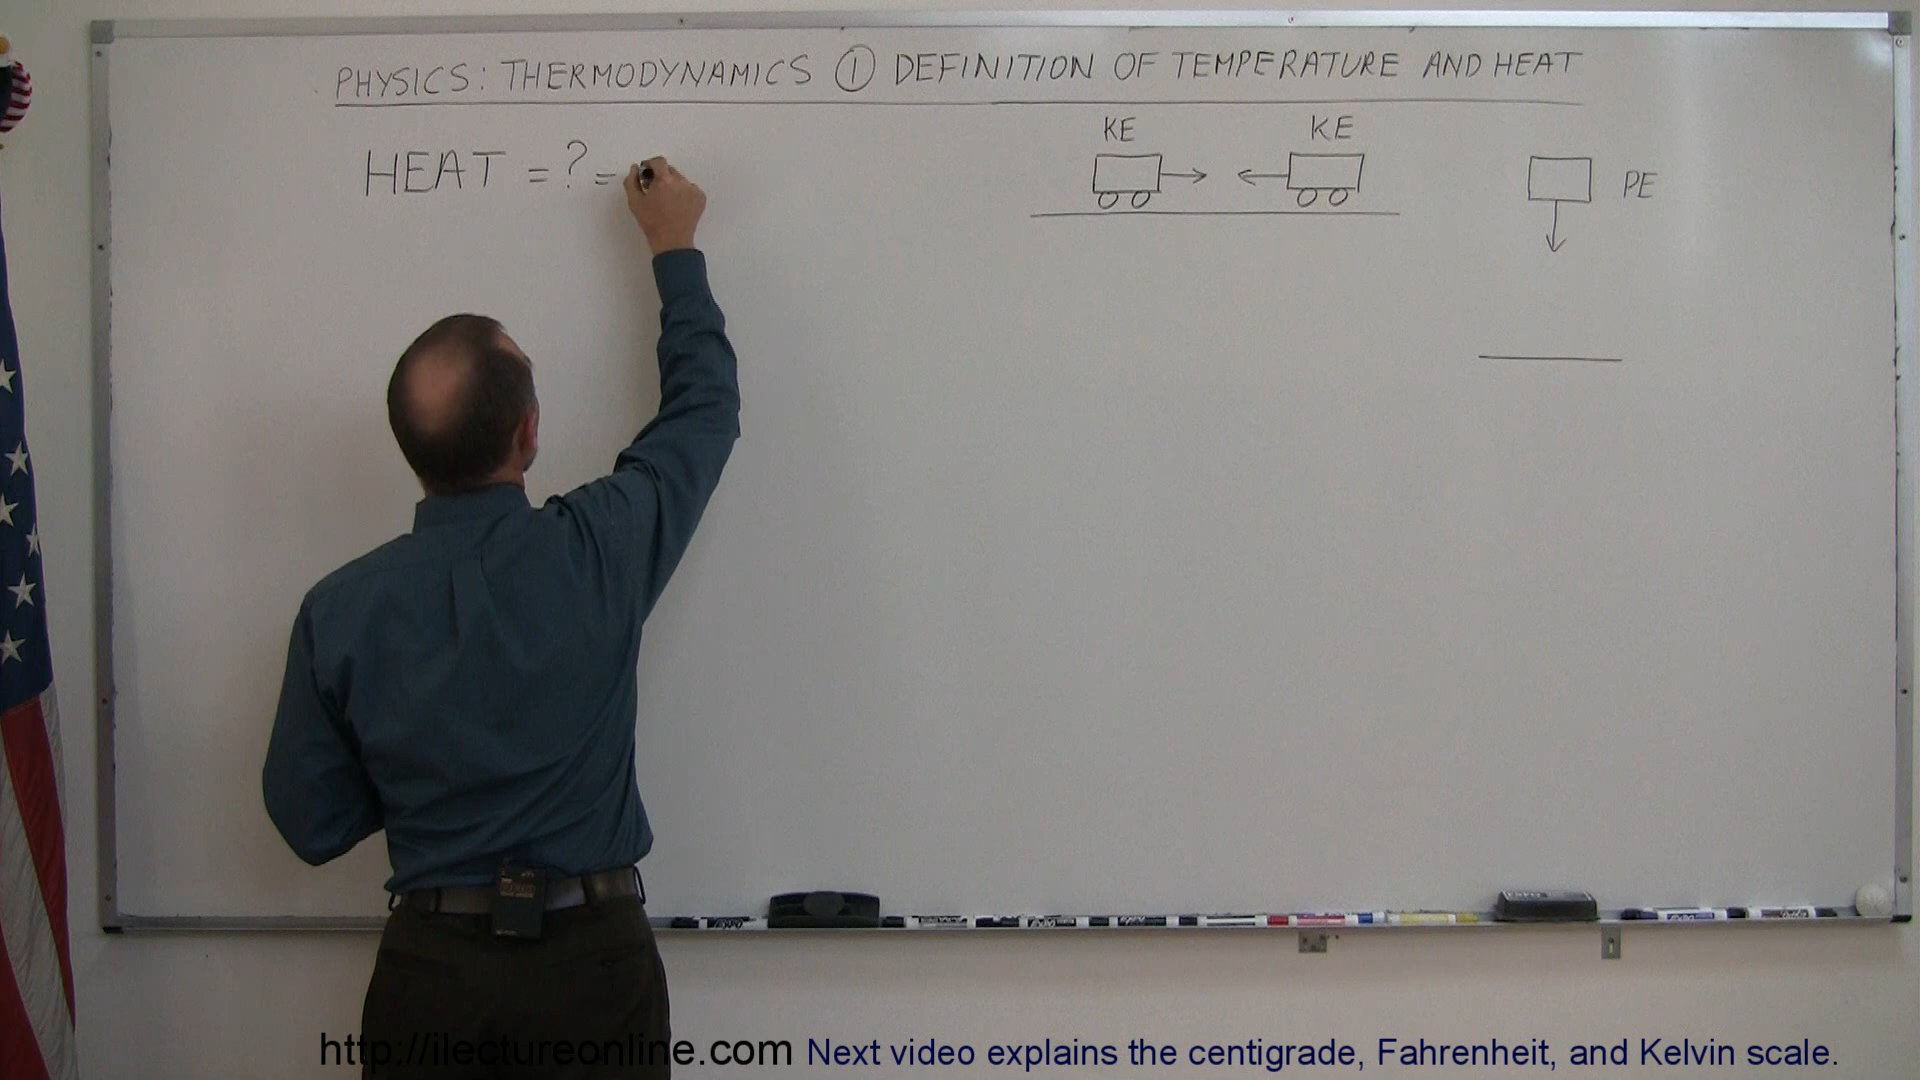 PHYSICS: THERMODYNAMICS ① DEFINITION OF TEMPERATURE AND HEAT
KE KE
HEAT = ? =
PE
http://ilectureonline.com Next video explains the centigrade, Fahrenheit, and Kelvin scale.